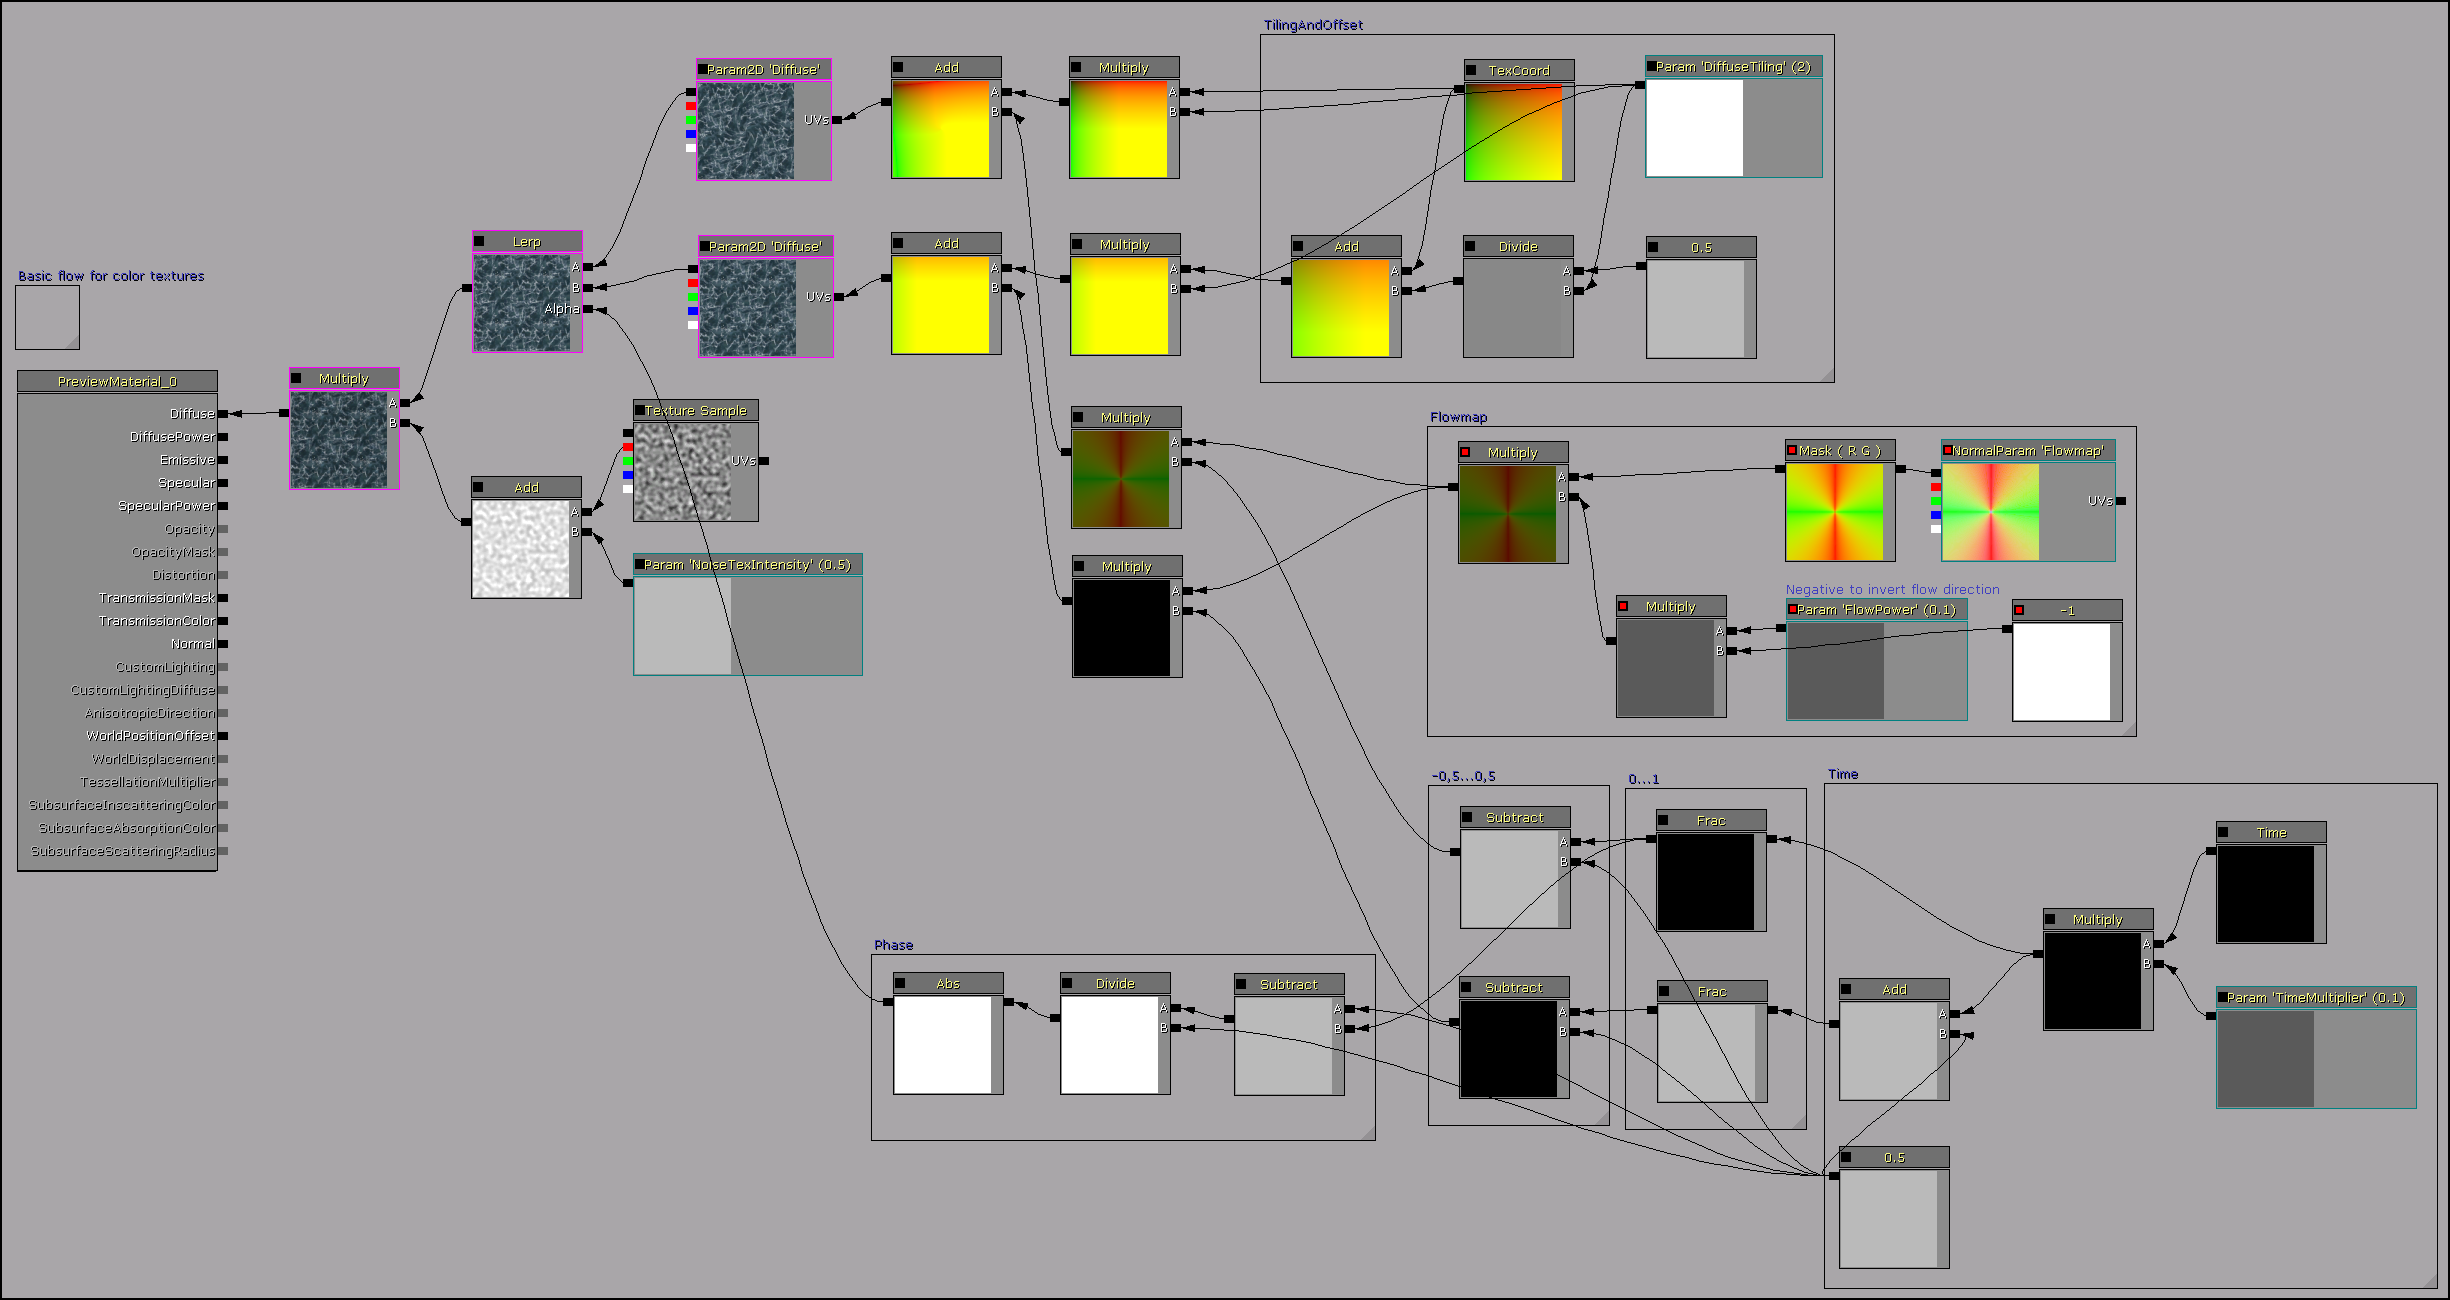 TilingAndOffset
Param2D 'Diffuse'
UVs
Add
A
B
Multiply
A
B
TexCoord
Param 'DiffuseTiling' (2)
Lerp
A
B
Alpha
Param2D 'Diffuse'
UVs
Add
A
B
Multiply
A
B
Add
A
B
Divide
A
B
0.5
Basic flow for color textures
PreviewMaterial_0
Diffuse
DiffusePower
Emissive
Specular
SpecularPower
Opacity
OpacityMask
Distortion
TransmissionMask
TransmissionColor
Normal
CustomLighting
CustomLightingDiffuse
AnisotropicDirection
WorldPositionOffset
WorldDisplacement
TessellationMultiplier
SubsurfaceInscatteringColor
SubsurfaceAbsorptionColor
SubsurfaceScatteringRadius
Multiply
A
B
Add
A
B
Texture Sample
UVs
Param 'NoiseTexIntensity' (0.5)
Multiply
A
B
Multiply
A
B
Flowmap
Multiply
A
B
Mask ( R G )
NormalParam 'Flowmap'
UVs
Negative to invert flow direction
Multiply
A
B
Param 'FlowPower' (0.1)
-1
-0,5...0,5
Subtract
A
B
Subtract
A
B
0...1
Frac
Frac
Time
Time
Multiply
A
B
Param 'TimeMultiplier' (0.1)
Add
A
B
0.5
Phase
Abs
Divide
A
B
Subtract
A
B